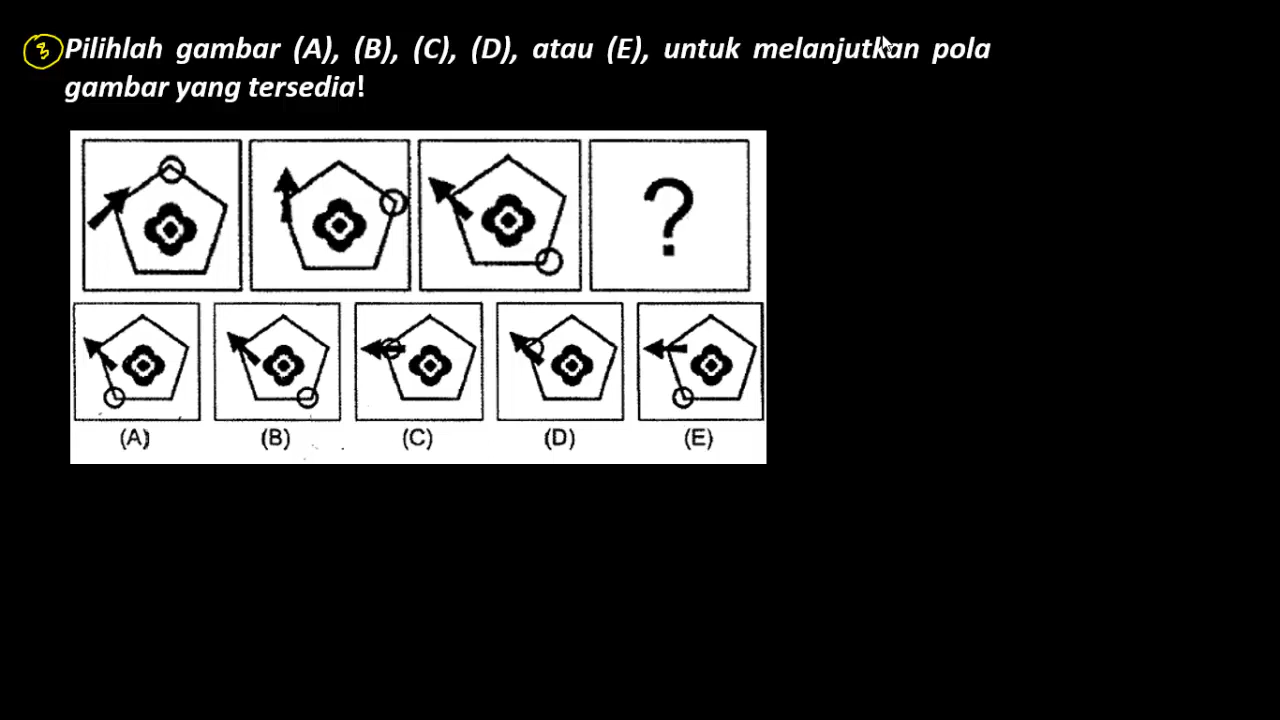 3 Pilihlah gambar (A), (B), (C), (D), atau (E), untuk melanjutkan pola
gambar yang tersedia!
?
(A) (B) (C) (D) (E)